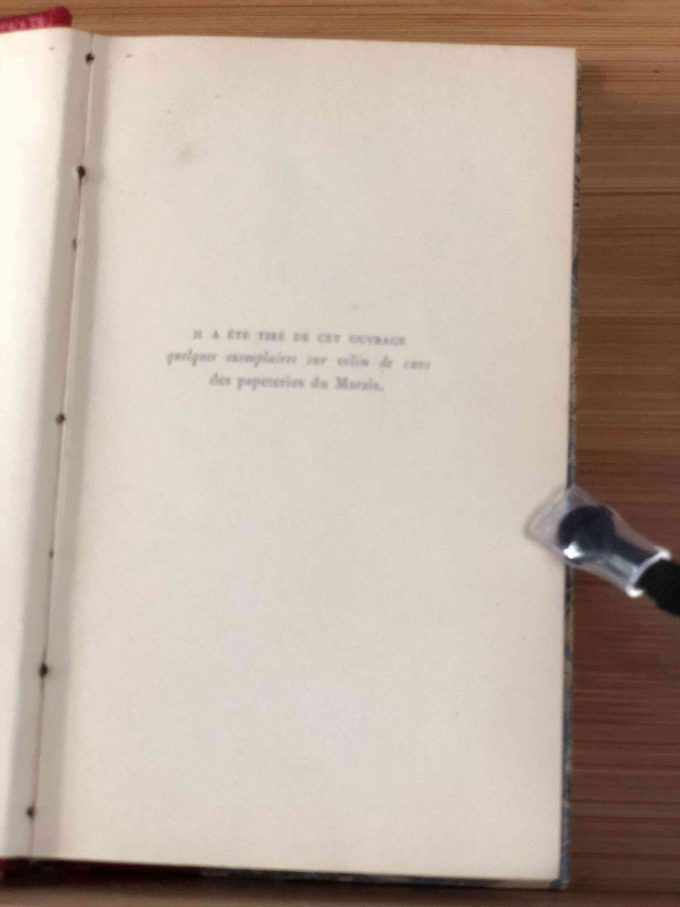 IL A ÉTÉ TIRÉ DE CET OUVRAGE
quelques exemplaires sur vélin de cuve
des papeteries du Marais.